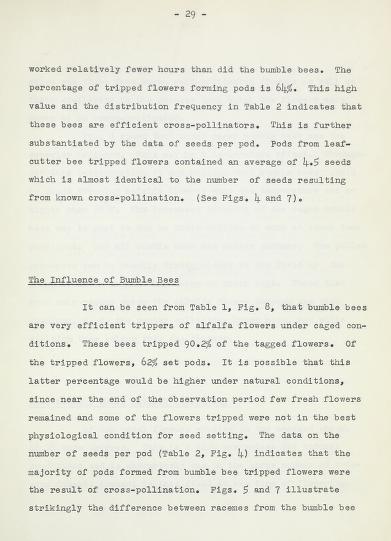 - 29 -
worked relatively fewer hours than did the bumble bees. The
percentage of tripped flowers forming pods is 64%. This high
value and the distribution frequency in Table 2 indicates that
these bees are efficient cross-pollinators. This is further
substantiated by the data of seeds per pod. Pods from leaf-
cutter bee tripped flowers contained an average of 4.5 seeds
which is almost identical to the number of seeds resulting
from known cross-pollination. (See Figs. 4 and 7).
The Influence of Bumble Bees
It can be seen from Table 1, Fig. 8, that bumble bees
are very efficient trippers of alfalfa flowers under caged con-
ditions. These bees tripped 90.2% of the tagged flowers. Of
the tripped flowers, 62% set pods. It is possible that this
latter percentage would be higher under natural conditions,
since near the end of the observation period few fresh flowers
remained and some of the flowers tripped were not in the best
physiological condition for seed setting. The data on the
number of seeds per pod (Table 2, Fig. 4) indicates that the
majority of pods formed from bumble bee tripped flowers were
the result of cross-pollination. Figs. 5 and 7 illustrate
strikingly the difference between racemes from the bumble bee